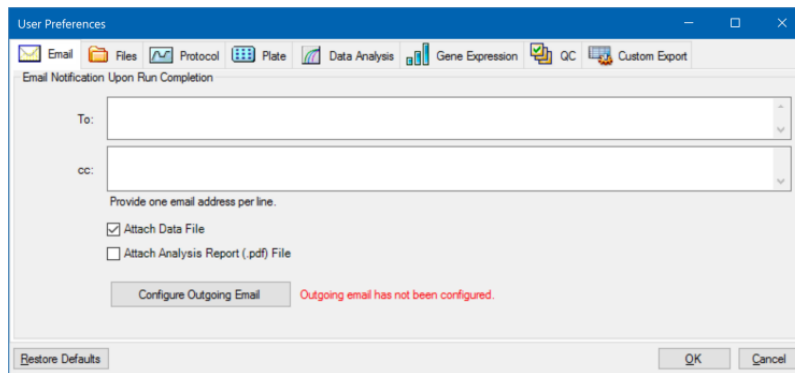 User Preferences
Email Files Protocol Plate Data Analysis Gene Expression QC Custom Export
Email Notification Upon Run Completion
To:
cc:
Provide one email address per line.
Attach Data File
Attach Analysis Report (.pdf) File
Configure Outgoing Email Outgoing email has not been configured.
Restore Defaults OK Cancel